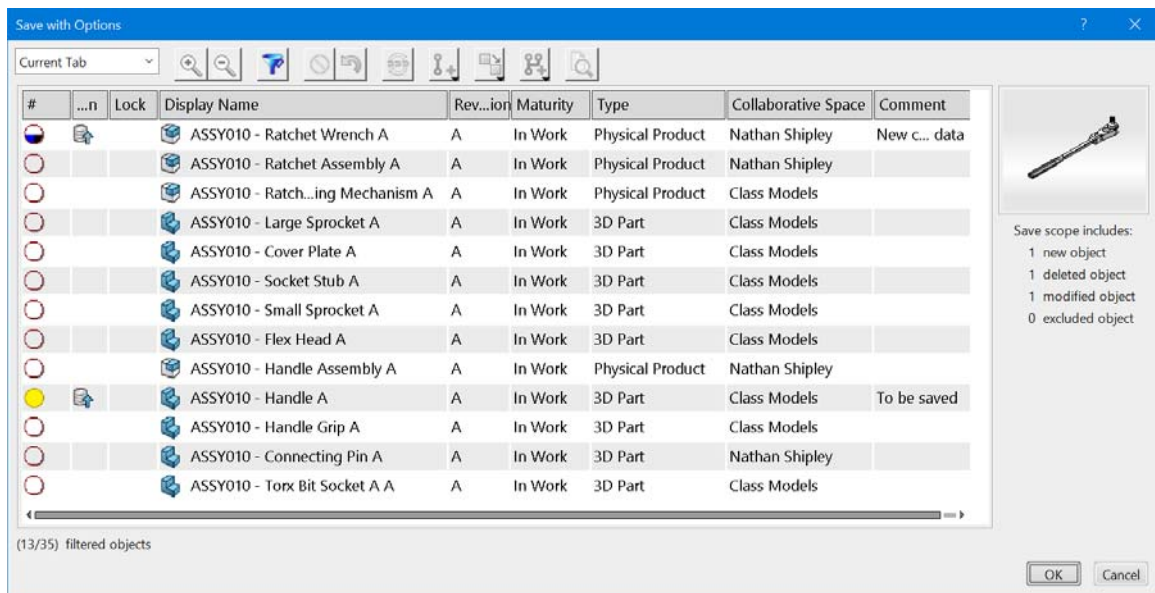 Save with Options ? ×
Current Tab
# ...n Lock Display Name Rev...ion Maturity Type Collaborative Space Comment
ASSY010 - Ratchet Wrench A A In Work Physical Product Nathan Shipley New c... data
ASSY010 - Ratchet Assembly A A In Work Physical Product Nathan Shipley
ASSY010 - Ratch...ing Mechanism A A In Work Physical Product Class Models
ASSY010 - Large Sprocket A A In Work 3D Part Class Models
ASSY010 - Cover Plate A A In Work 3D Part Class Models
ASSY010 - Socket Stub A A In Work 3D Part Class Models
ASSY010 - Small Sprocket A A In Work 3D Part Class Models
ASSY010 - Flex Head A A In Work 3D Part Class Models
ASSY010 - Handle Assembly A A In Work Physical Product Nathan Shipley
ASSY010 - Handle A A In Work 3D Part Class Models To be saved
ASSY010 - Handle Grip A A In Work 3D Part Class Models
ASSY010 - Connecting Pin A A In Work 3D Part Nathan Shipley
ASSY010 - Torx Bit Socket A A A In Work 3D Part Class Models
(13/35) filtered objects
Save scope includes:
1 new object
1 deleted object
1 modified object
0 excluded object
OK Cancel